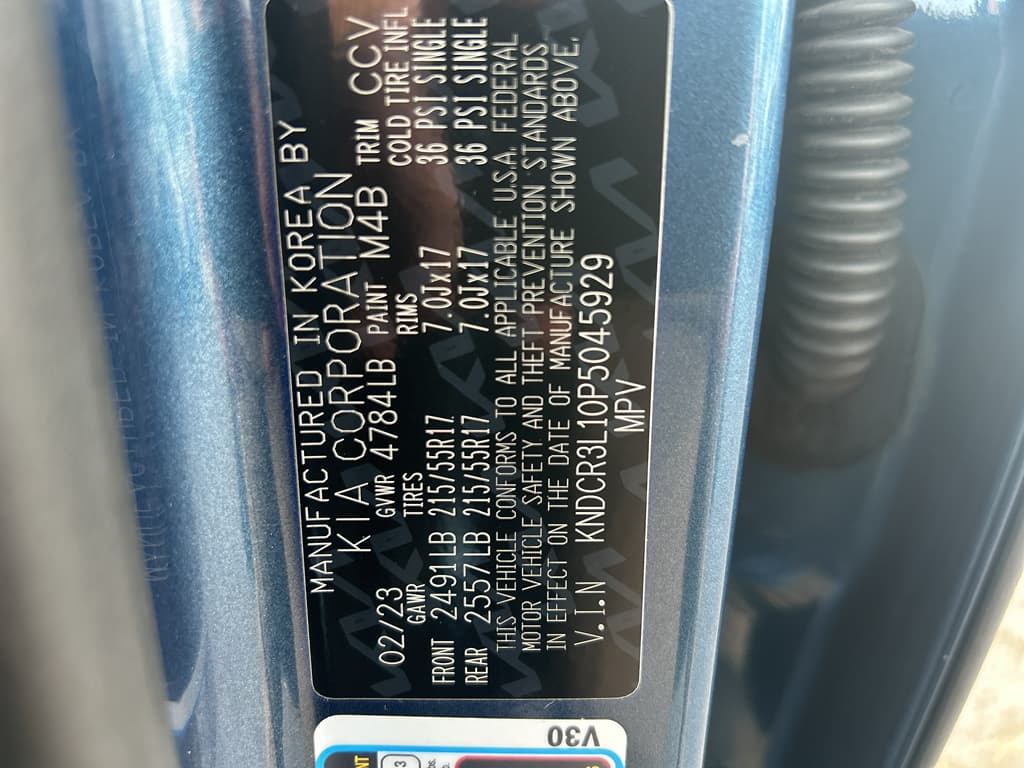 MANUFACTURED IN KOREA BY
KIA CORPORATION
02/23 GVWR 4784LB PAINT M4B TRIM CCV
GAWR TIRES RIMS COLD TIRE INFL
FRONT 2491LB 215/55R17 7.0Jx17 36 PSI SINGLE
REAR 2557LB 215/55R17 7.0Jx17 36 PSI SINGLE
THIS VEHICLE CONFORMS TO ALL APPLICABLE U.S.A. FEDERAL
MOTOR VEHICLE SAFETY AND THEFT PREVENTION STANDARDS
IN EFFECT ON THE DATE OF MANUFACTURE SHOWN ABOVE.
V.I.N KNDCR3L10P5045929
MPV
V30
3